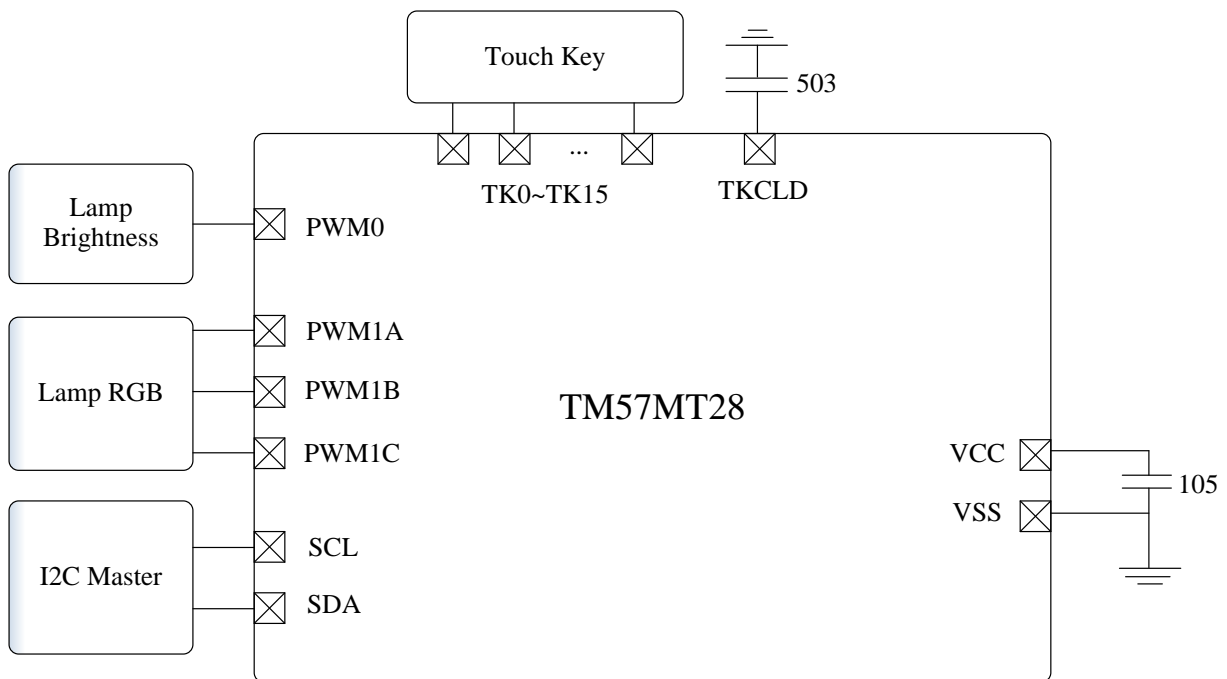 Touch Key
503
...
TK0~TK15
TKCLD
Lamp
Brightness
PWM0
Lamp RGB
PWM1A
PWM1B
PWM1C
TM57MT28
VCC
105
VSS
I2C Master
SCL
SDA